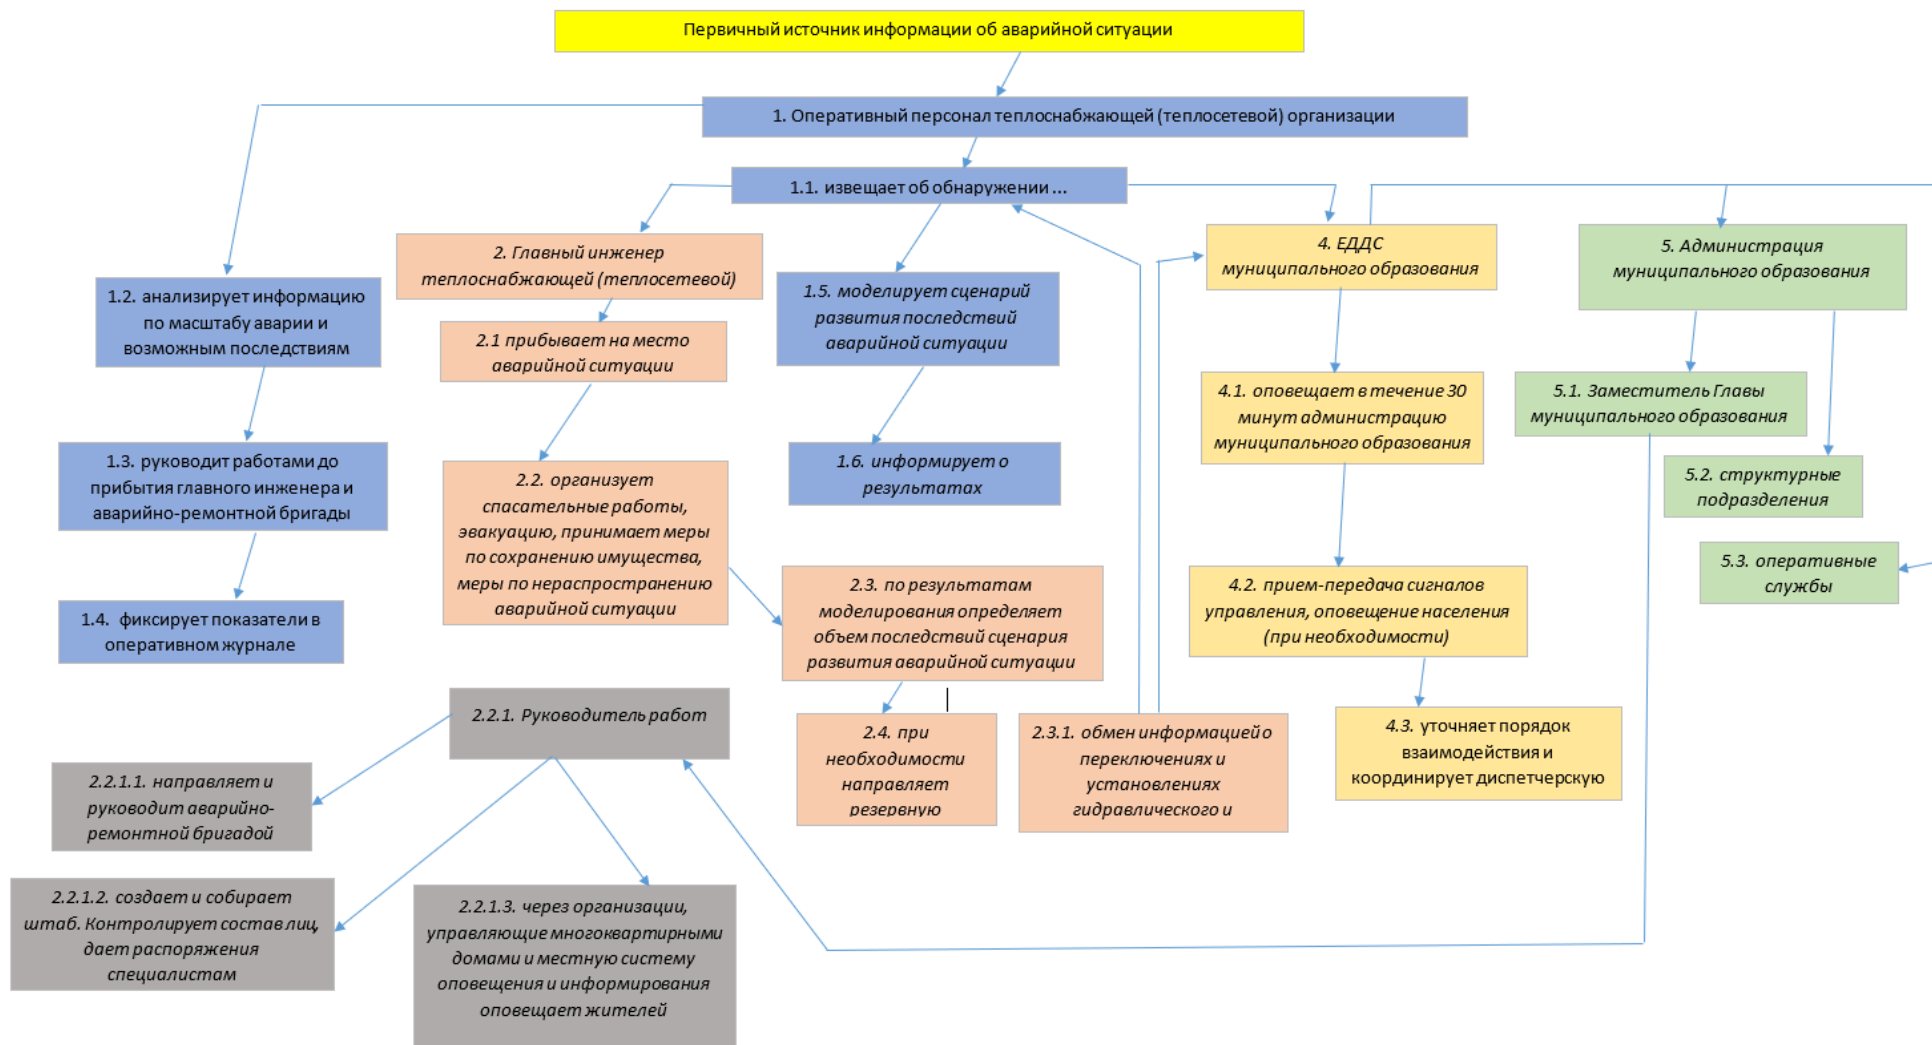 Первичный источник информации об аварийной ситуации
1. Оперативный персонал теплоснабжающей (теплосетевой) организации
1.1. извещает об обнаружении ...
2. Главный инженер
теплоснабжающей (теплосетевой)
4. ЕДДС
муниципального образования
5. Администрация
муниципального образования
1.2. анализирует информацию
по масштабу аварии и
возможным последствиям
1.5. моделирует сценарий
развития последствий
аварийной ситуации
2.1 прибывает на место
аварийной ситуации
4.1. оповещает в течение 30
минут администрацию
муниципального образования
5.1. Заместитель Главы
муниципального образования
1.3. руководит работами до
прибытия главного инженера и
аварийно-ремонтной бригады
1.6. информирует о
результатах
2.2. организует
спасательные работы,
эвакуацию, принимает меры
по сохранению имущества,
меры по нераспространению
аварийной ситуации
5.2. структурные
подразделения
5.3. оперативные
службы
2.3. по результатам
моделирования определяет
объем последствий сценария
развития аварийной ситуации
4.2. прием-передача сигналов
управления, оповещение населения
(при необходимости)
1.4. фиксирует показатели в
оперативном журнале
2.2.1. Руководитель работ
2.4. при
необходимости
направляет
резервную
2.3.1. обмен информацией о
переключениях и
установлениях
гидравлического и
4.3. уточняет порядок
взаимодействия и
координирует диспетчерскую
2.2.1.1. направляет и
руководит аварийно-
ремонтной бригадой
2.2.1.2. создает и собирает
штаб. Контролирует состав лиц,
дает распоряжения
специалистам
2.2.1.3. через организации,
управляющие многоквартирными
домами и местную систему
оповещения и информирования
оповещает жителей